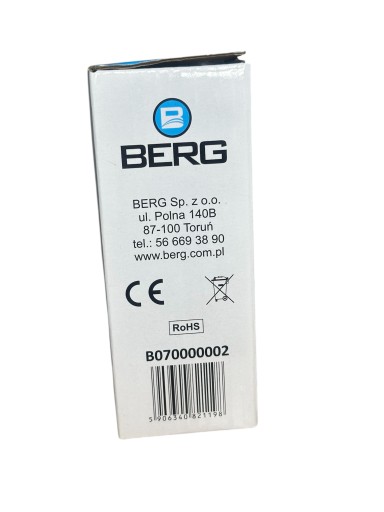 B
BERG
BERG Sp. z o.o.
ul. Polna 140B
87-100 Toruń
tel.: 56 669 38 90
www.berg.com.pl
CE
RoHS
B070000002
5 906340 821198